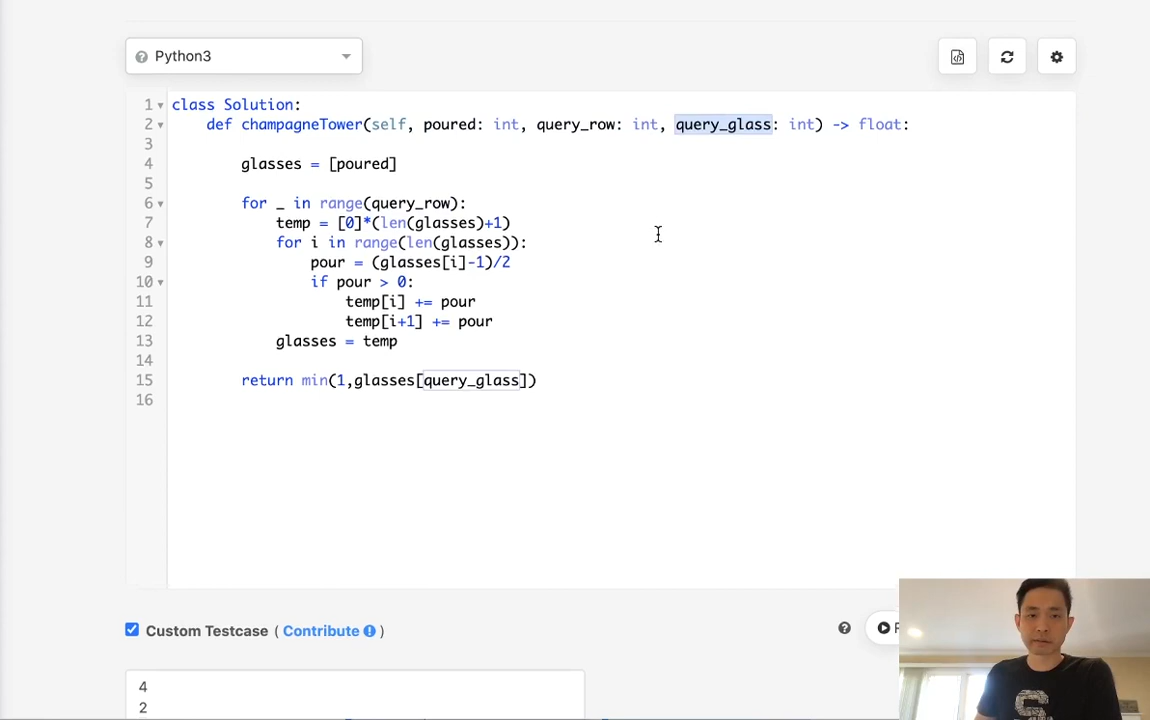 Python3
1 class Solution:
2 def champagneTower(self, poured: int, query_row: int, query_glass: int) -> float:
3
4 glasses = [poured]
5
6 for _ in range(query_row):
7 temp = [0]*(len(glasses)+1)
8 for i in range(len(glasses)):
9 pour = (glasses[i]-1)/2
10 if pour > 0:
11 temp[i] += pour
12 temp[i+1] += pour
13 glasses = temp
14
15 return min(1,glasses[query_glass])
16
Custom Testcase ( Contribute )
4
2